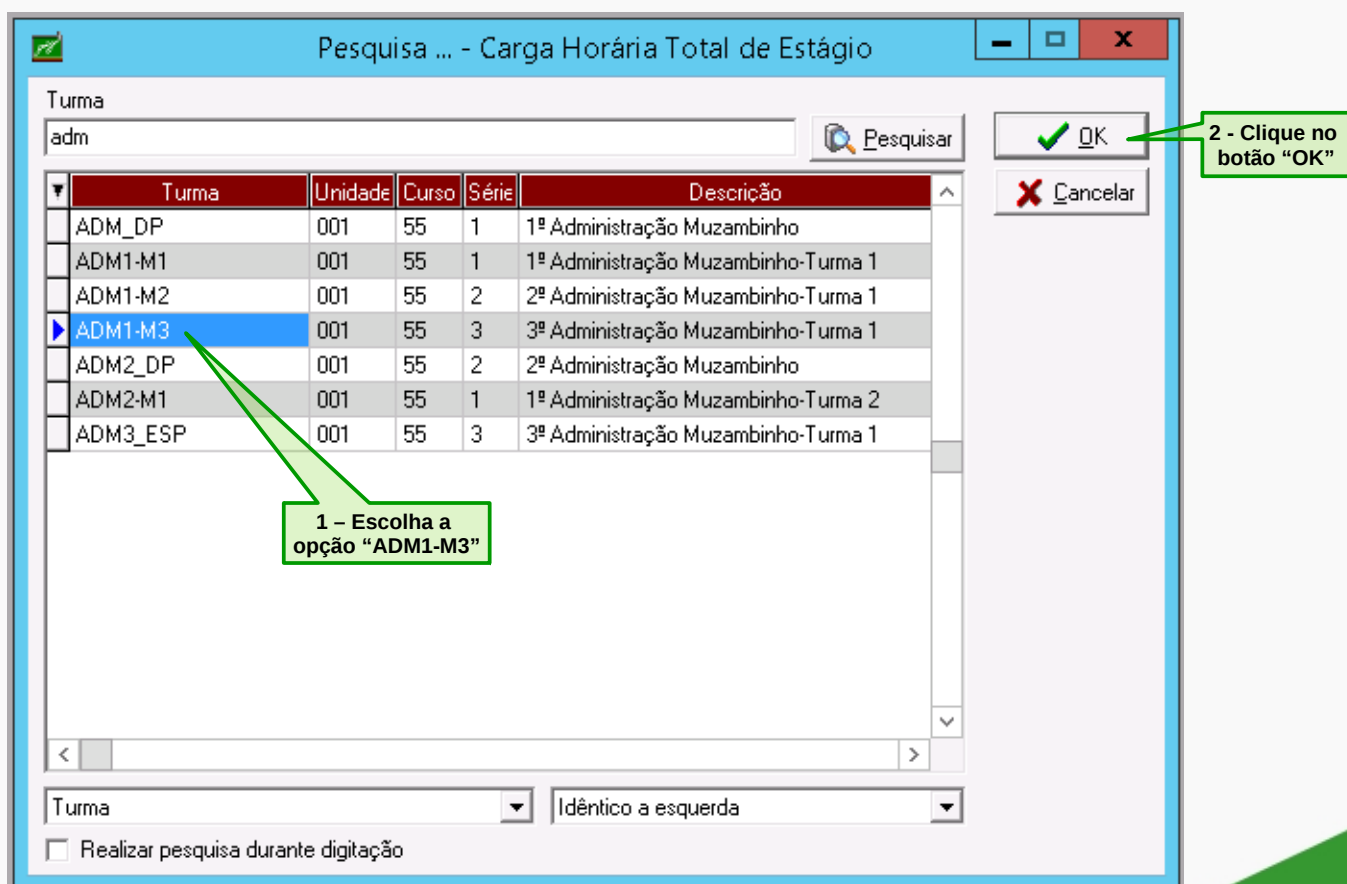 Pesquisa ... - Carga Horária Total de Estágio
Turma
adm
Pesquisar
OK
2 - Clique no
botão “OK”
Cancelar
Turma Unidade Curso Série Descrição
ADM_DP 001 55 1 1º Administração Muzambinho
ADM1-M1 001 55 1 1º Administração Muzambinho-Turma 1
ADM1-M2 001 55 2 2º Administração Muzambinho-Turma 1
ADM1-M3 001 55 3 3º Administração Muzambinho-Turma 1
ADM2_DP 001 55 2 2º Administração Muzambinho
ADM2-M1 001 55 1 1º Administração Muzambinho-Turma 2
ADM3_ESP 001 55 3 3º Administração Muzambinho-Turma 1
1 – Escolha a
opção “ADM1-M3”
Turma Idêntico a esquerda
Realizar pesquisa durante digitação